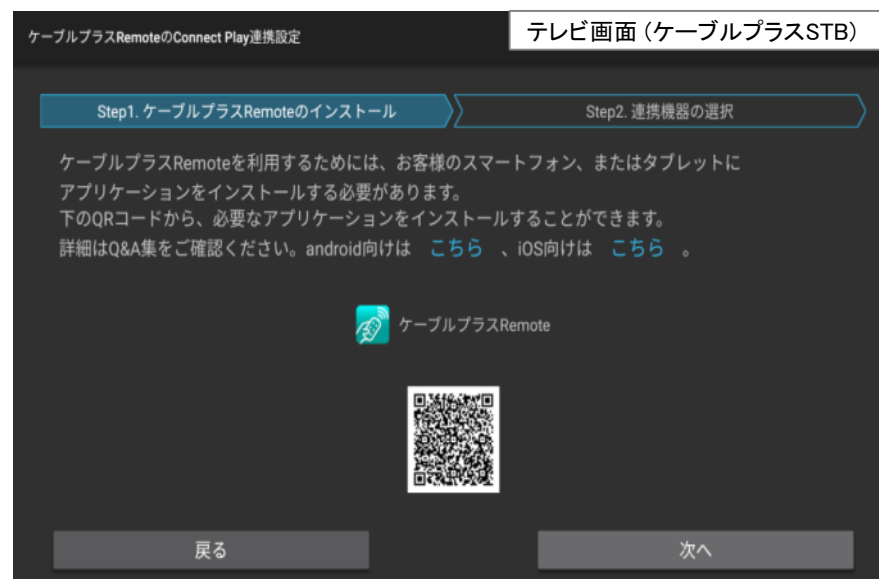 ケーブルプラスRemoteのConnect Play連携設定
テレビ画面（ケーブルプラスSTB）
Step1. ケーブルプラスRemoteのインストール
Step2. 連携機器の選択
ケーブルプラスRemoteを利用するためには、お客様のスマートフォン、またはタブレットに
アプリケーションをインストールする必要があります。
下のQRコードから、必要なアプリケーションをインストールすることができます。
詳細はQ&A集をご確認ください。android向けは　こちら　、iOS向けは　こちら　。
ケーブルプラスRemote
戻る
次へ